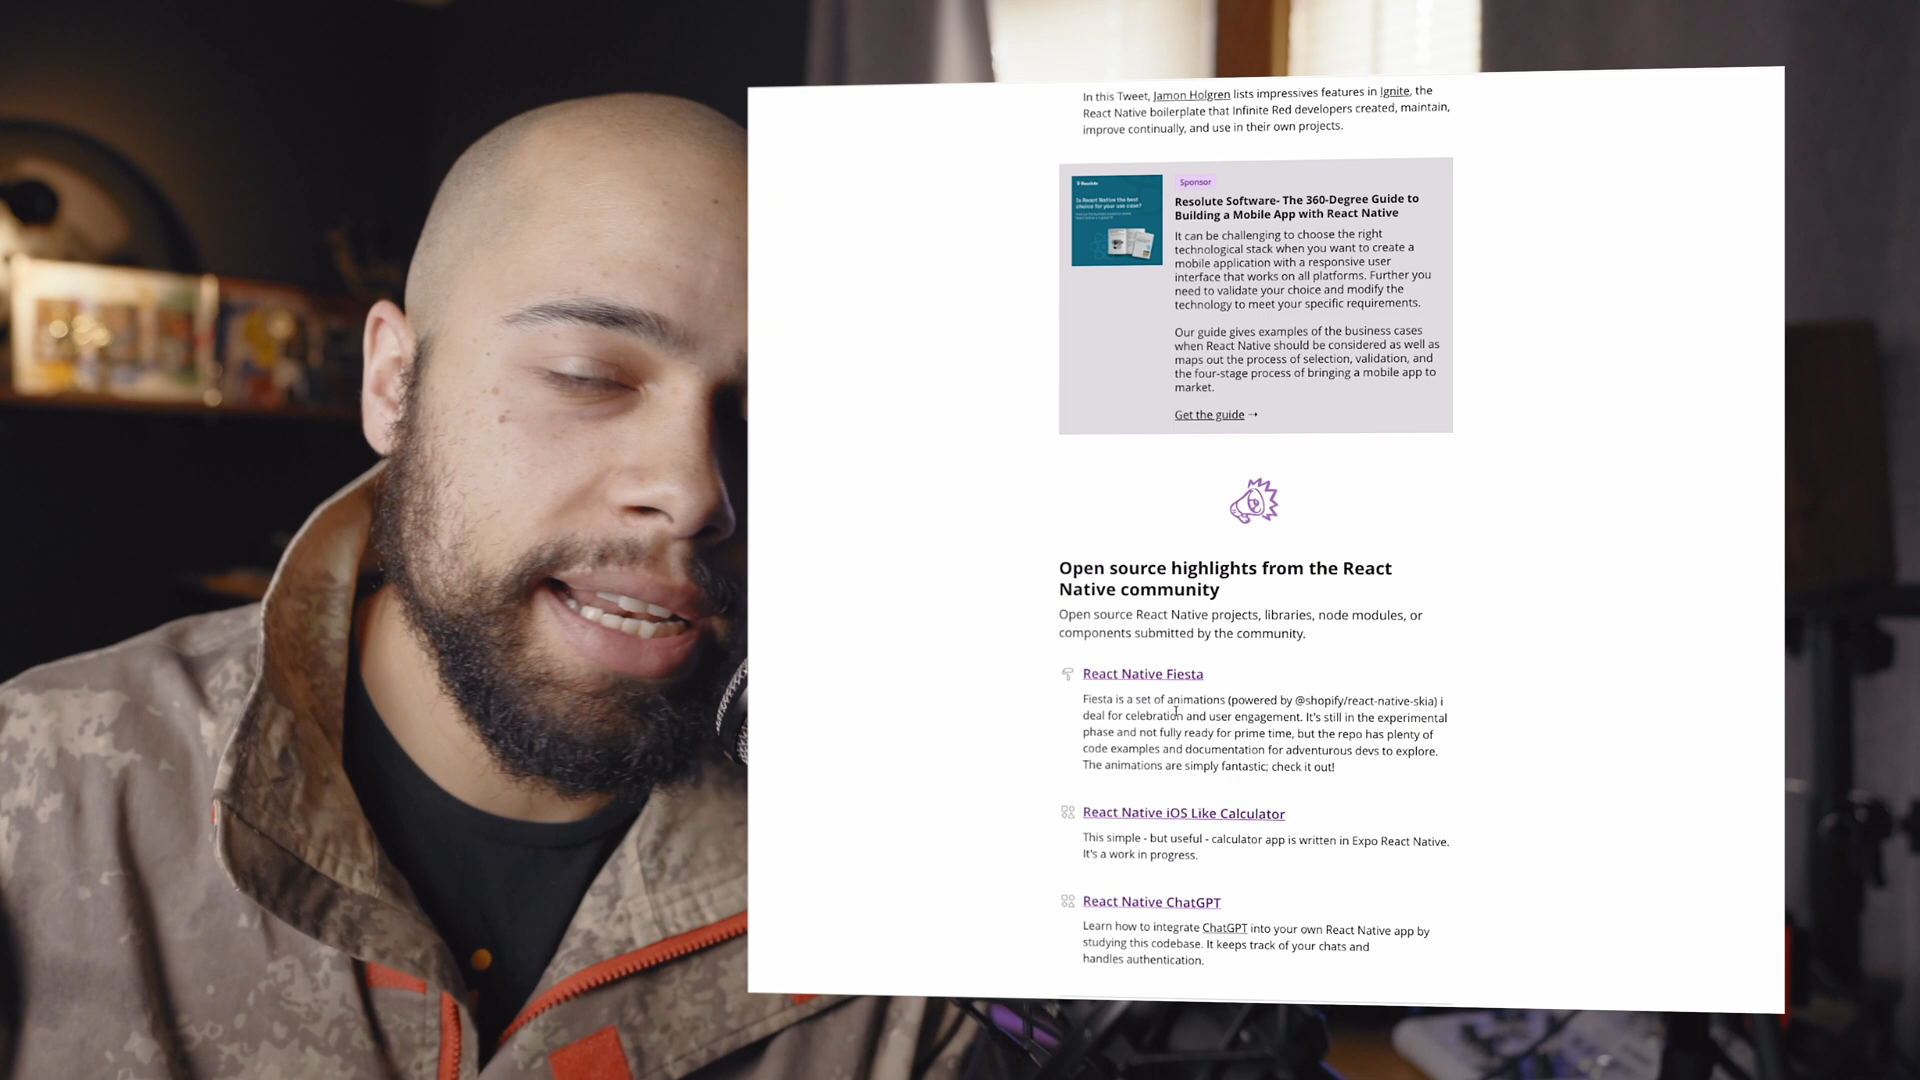 In this Tweet, Jamon Holgren lists impressives features in Ignite, the
React Native boilerplate that Infinite Red developers created, maintain,
improve continually, and use in their own projects.
Resolute
Is React Native the best
choice for your use case?
Sponsor
Resolute Software- The 360-Degree Guide to
Building a Mobile App with React Native
It can be challenging to choose the right
technological stack when you want to create a
mobile application with a responsive user
interface that works on all platforms. Further you
need to validate your choice and modify the
technology to meet your specific requirements.
Our guide gives examples of the business cases
when React Native should be considered as well as
maps out the process of selection, validation, and
the four-stage process of bringing a mobile app to
market.
Get the guide →
Open source highlights from the React
Native community
Open source React Native projects, libraries, node modules, or
components submitted by the community.
React Native Fiesta
Fiesta is a set of animations (powered by @shopify/react-native-skia) i
deal for celebration and user engagement. It's still in the experimental
phase and not fully ready for prime time, but the repo has plenty of
code examples and documentation for adventurous devs to explore.
The animations are simply fantastic; check it out!
React Native iOS Like Calculator
This simple - but useful - calculator app is written in Expo React Native.
It's a work in progress.
React Native ChatGPT
Learn how to integrate ChatGPT into your own React Native app by
studying this codebase. It keeps track of your chats and
handles authentication.